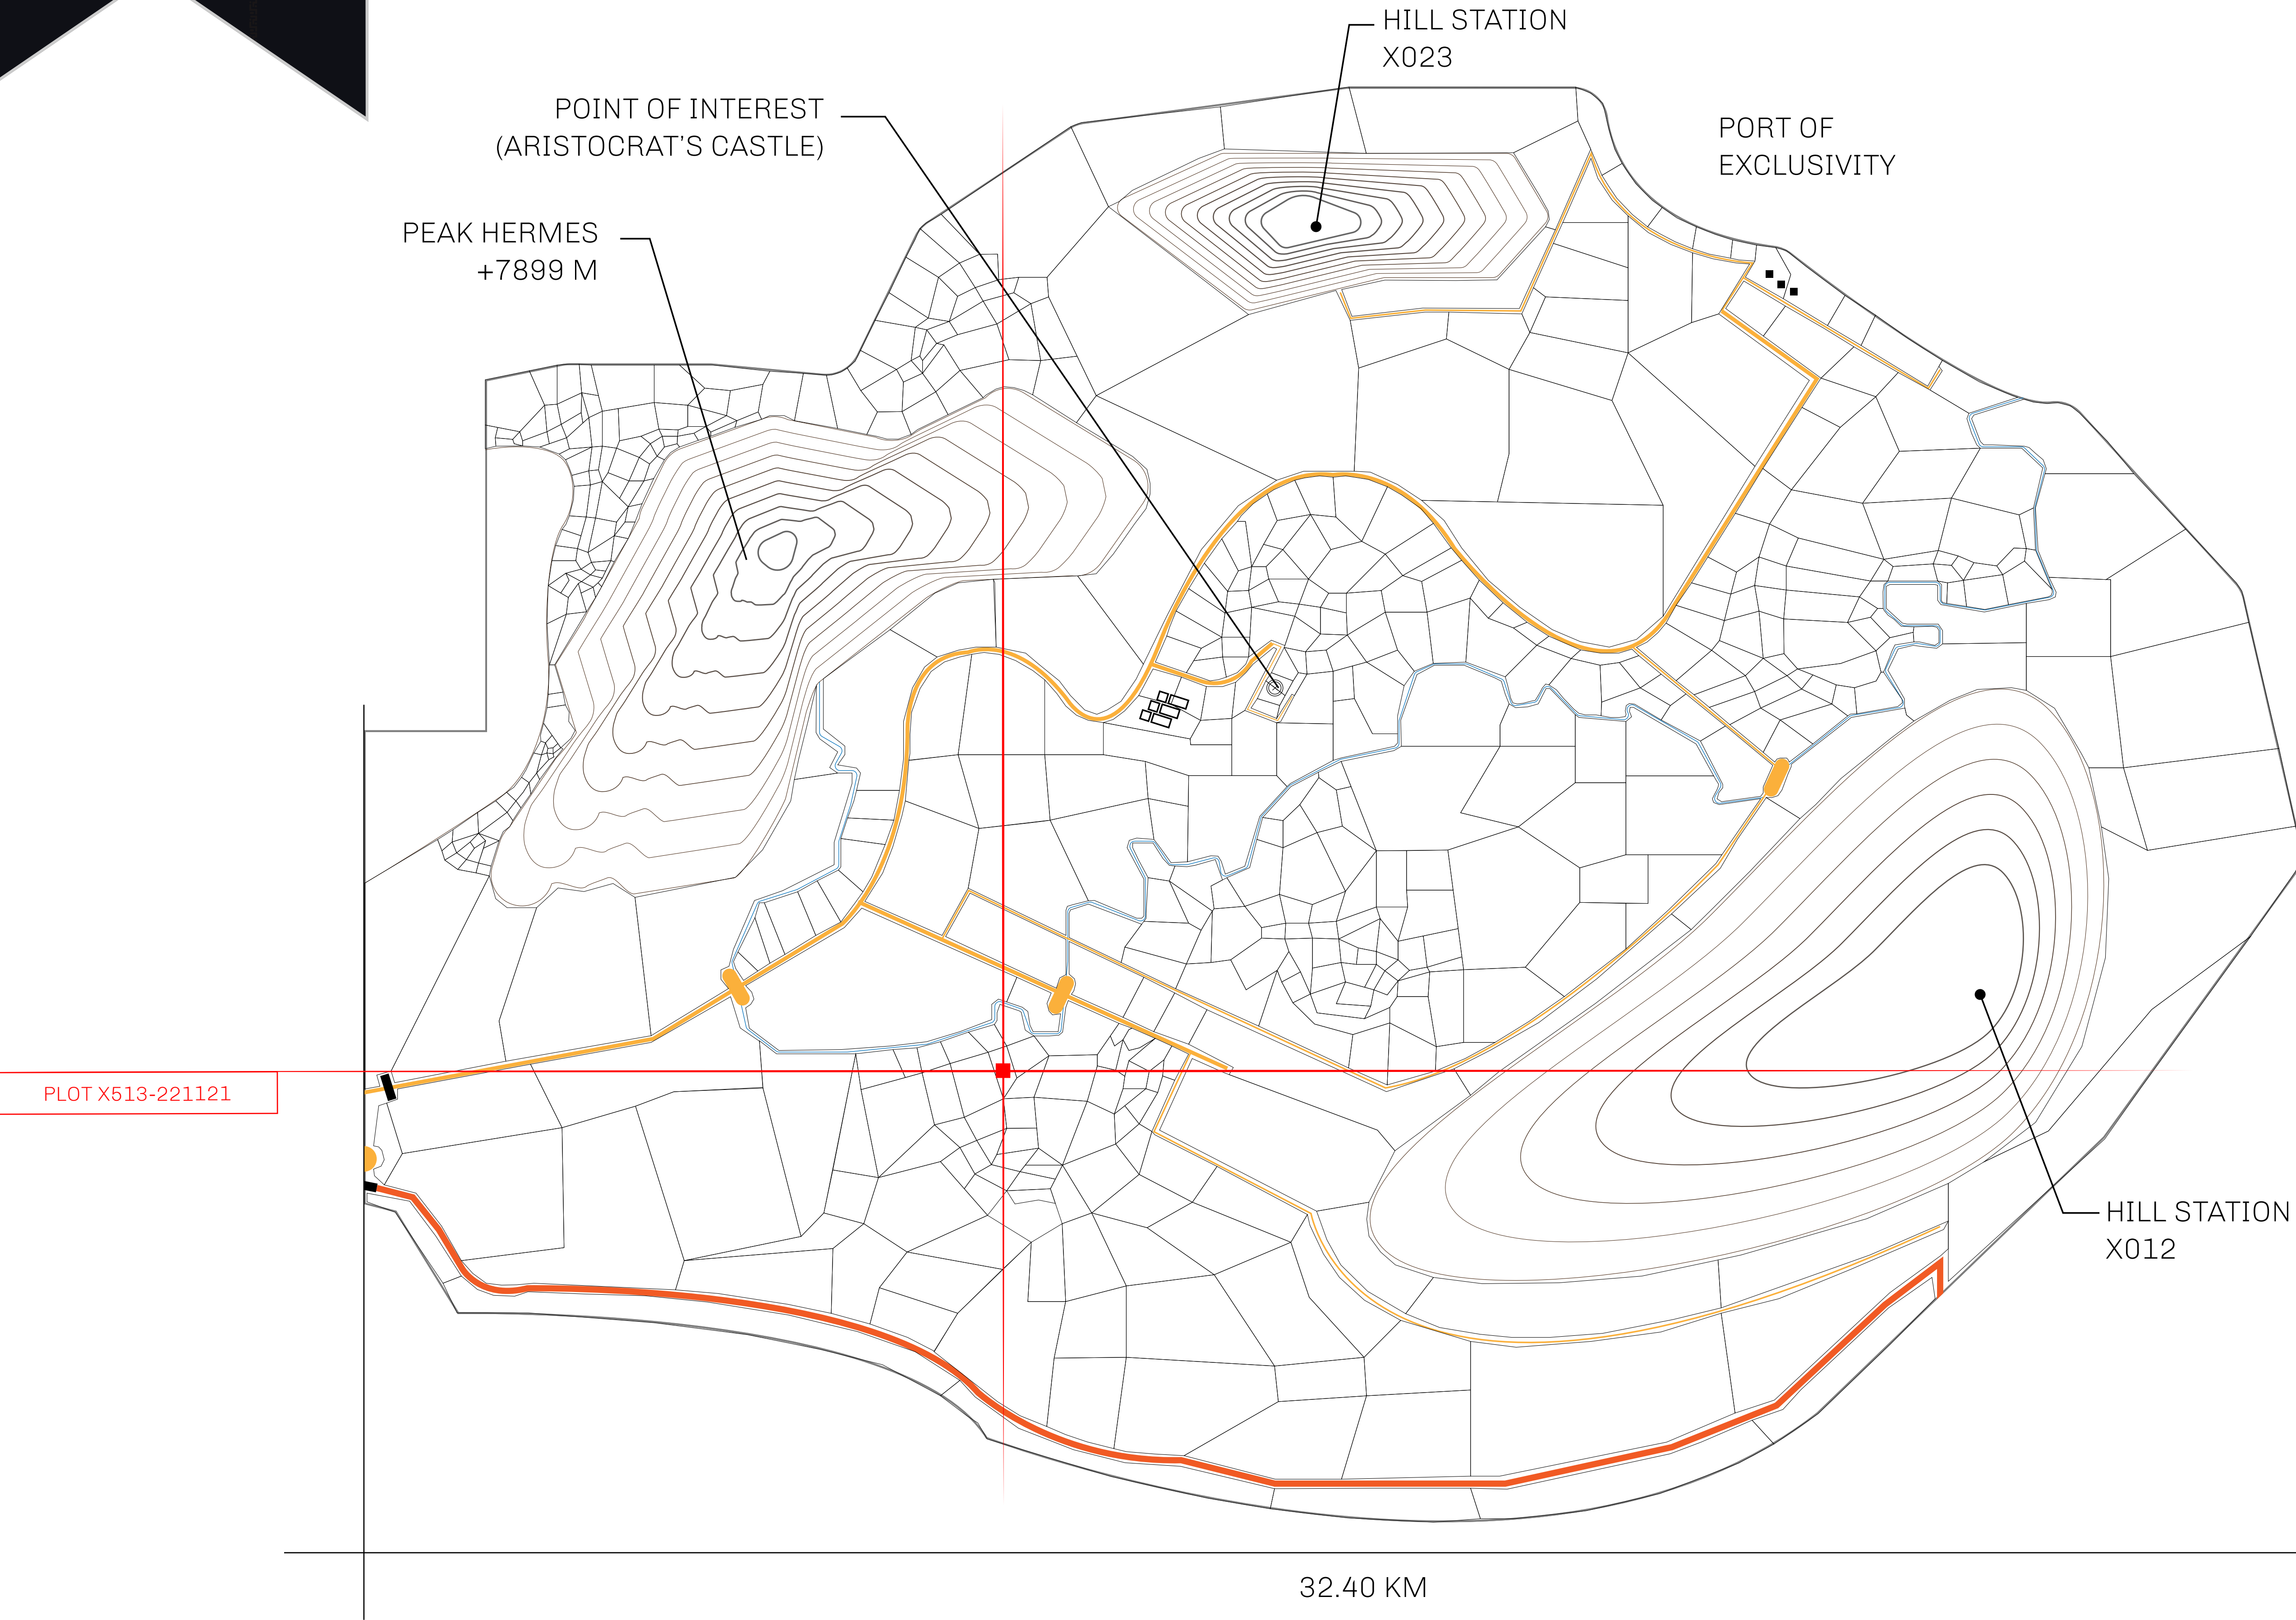 HILL STATION
X023
POINT OF INTEREST
(ARISTOCRAT'S CASTLE)
PORT OF
EXCLUSIVITY
PEAK HERMES
+7899 M
PLOT X513-221121
HILL STATION
X012
32.40 KM